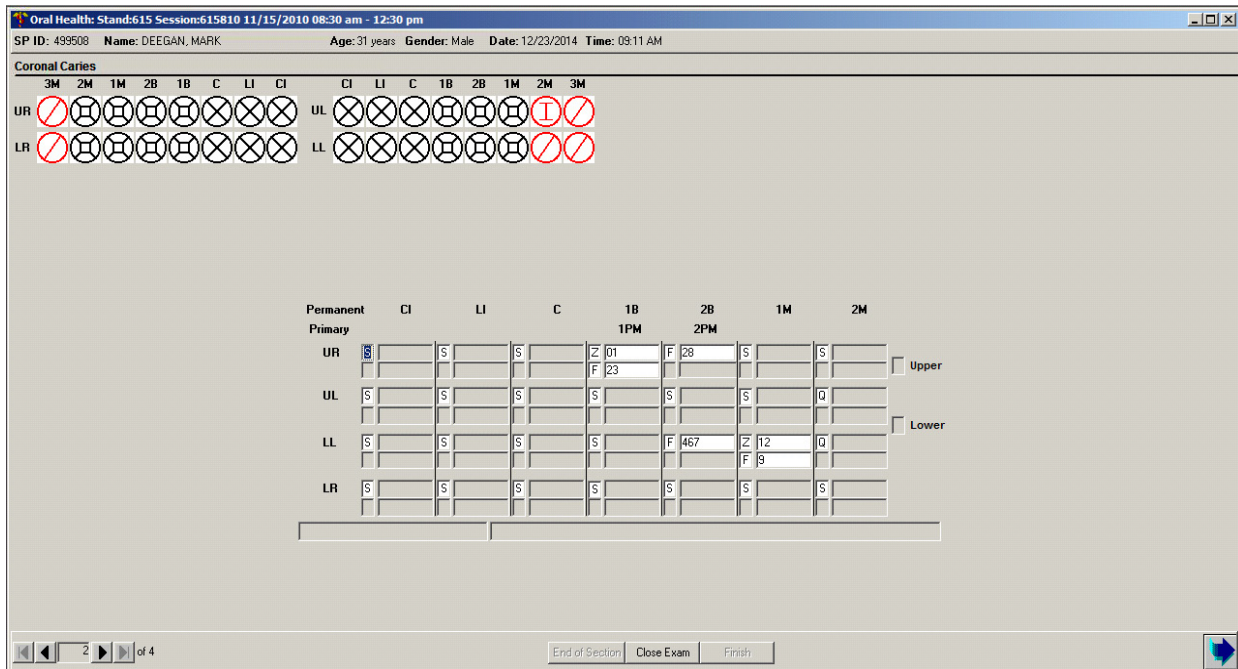 Oral Health: Stand:615 Session:615810 11/15/2010 08:30 am - 12:30 pm
SP ID: 499508 Name: DEEGAN, MARK Age: 31 years Gender: Male Date: 12/23/2014 Time: 09:11 AM
Coronal Caries
3M 2M 1M 2B 1B C LI CI CI LI C 1B 2B 1M 2M 3M
UR UL
LR LL
Permanent CI LI C 1B 2B 1M 2M
Primary 1PM 2PM
UR S S S Z 01 F 28 S S
F 23
Upper
UL S S S S S S Q
Lower
LL S S S S F 467 Z 12 Q
F 9
LR S S S S S S S
2 of 4 End of Section Close Exam Finish